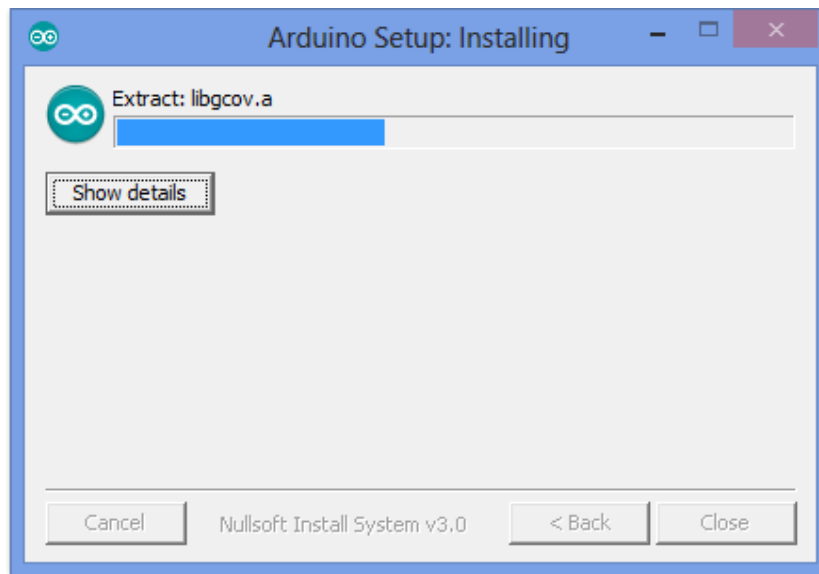 Arduino Setup: Installing
Extract: libgcov.a
Show details
Cancel
Nullsoft Install System v3.0
< Back
Close